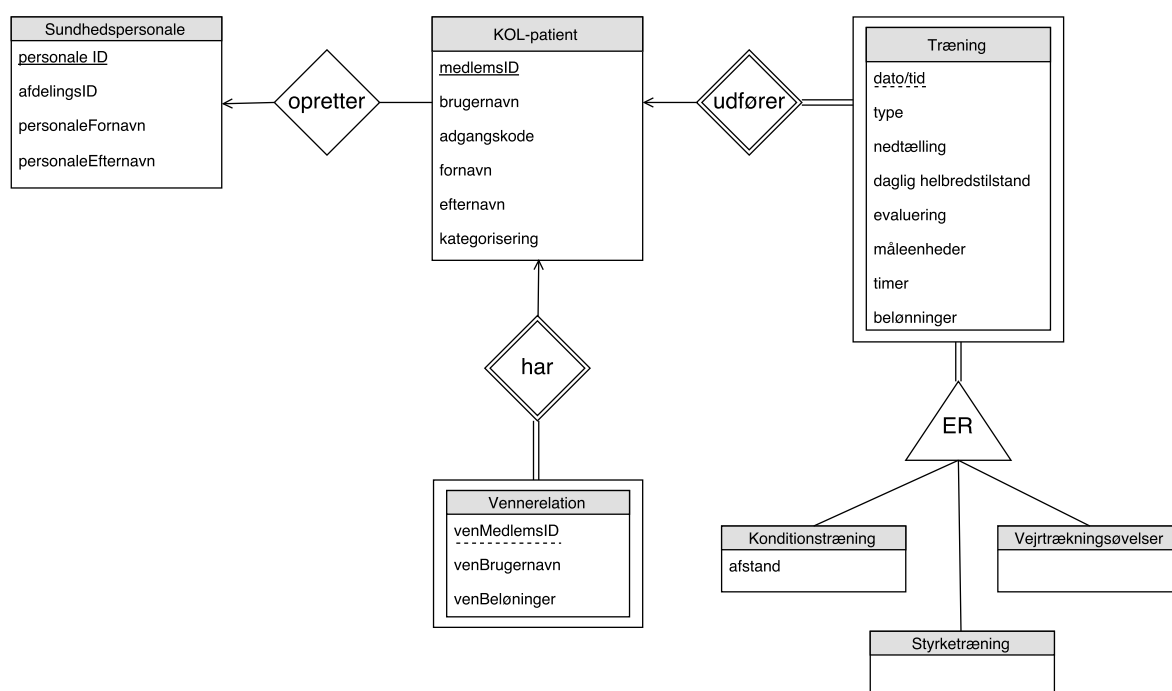 Sundhedspersonale
personale ID
afdelingsID
personaleFornavn
personaleEfternavn
opretter
KOL-patient
medlemsID
brugernavn
adgangskode
fornavn
efternavn
kategorisering
udfører
Træning
dato/tid
type
nedtælling
daglig helbredstilstand
evaluering
måleenheder
timer
belønninger
har
Vennerelation
venMedlemsID
venBrugernavn
venBeløninger
ER
Konditionstræning
afstand
Vejrtrækningsøvelser
Styrketræning